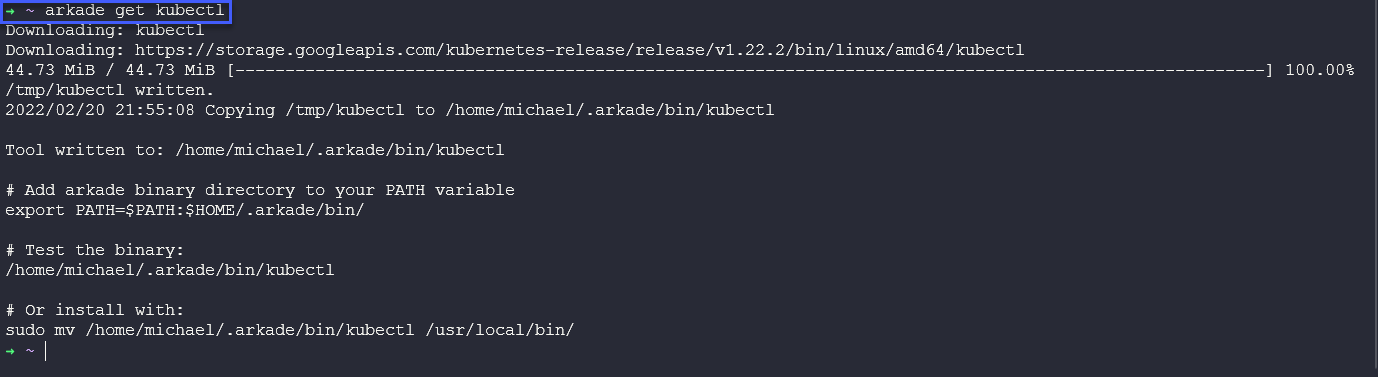 → ~ arkade get kubectl
Downloading: kubectl
Downloading: https://storage.googleapis.com/kubernetes-release/release/v1.22.2/bin/linux/amd64/kubectl
44.73 MiB / 44.73 MiB [-------------------------------------------------------------------------------------------------------] 100.00%
/tmp/kubectl written.
2022/02/20 21:55:08 Copying /tmp/kubectl to /home/michael/.arkade/bin/kubectl
Tool written to: /home/michael/.arkade/bin/kubectl
# Add arkade binary directory to your PATH variable
export PATH=$PATH:$HOME/.arkade/bin/
# Test the binary:
/home/michael/.arkade/bin/kubectl
# Or install with:
sudo mv /home/michael/.arkade/bin/kubectl /usr/local/bin/
→ ~